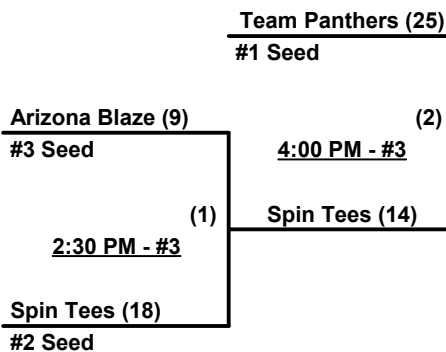 Team Panthers (25)
#1 Seed
Arizona Blaze (9)
(2)
#3 Seed
4:00 PM - #3
(1)
Spin Tees (14)
2:30 PM - #3
Spin Tees (18)
#2 Seed